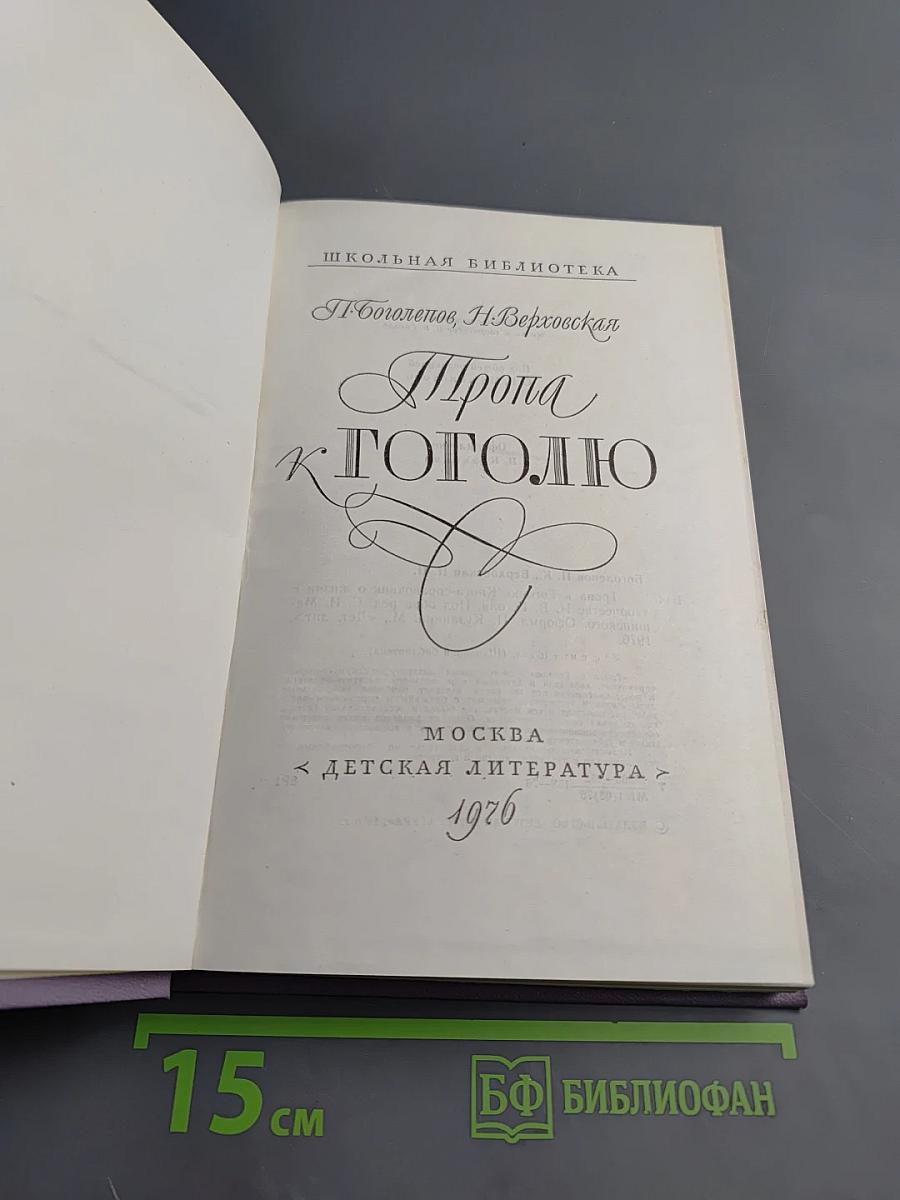 ШКОЛЬНАЯ БИБЛИОТЕКА
П. Боголепов, Н. Верховская
Тропа
к ГОГОЛЮ
МОСКВА
< ДЕТСКАЯ ЛИТЕРАТУРА >
1976
15 см
БФ БИБЛИОФАН